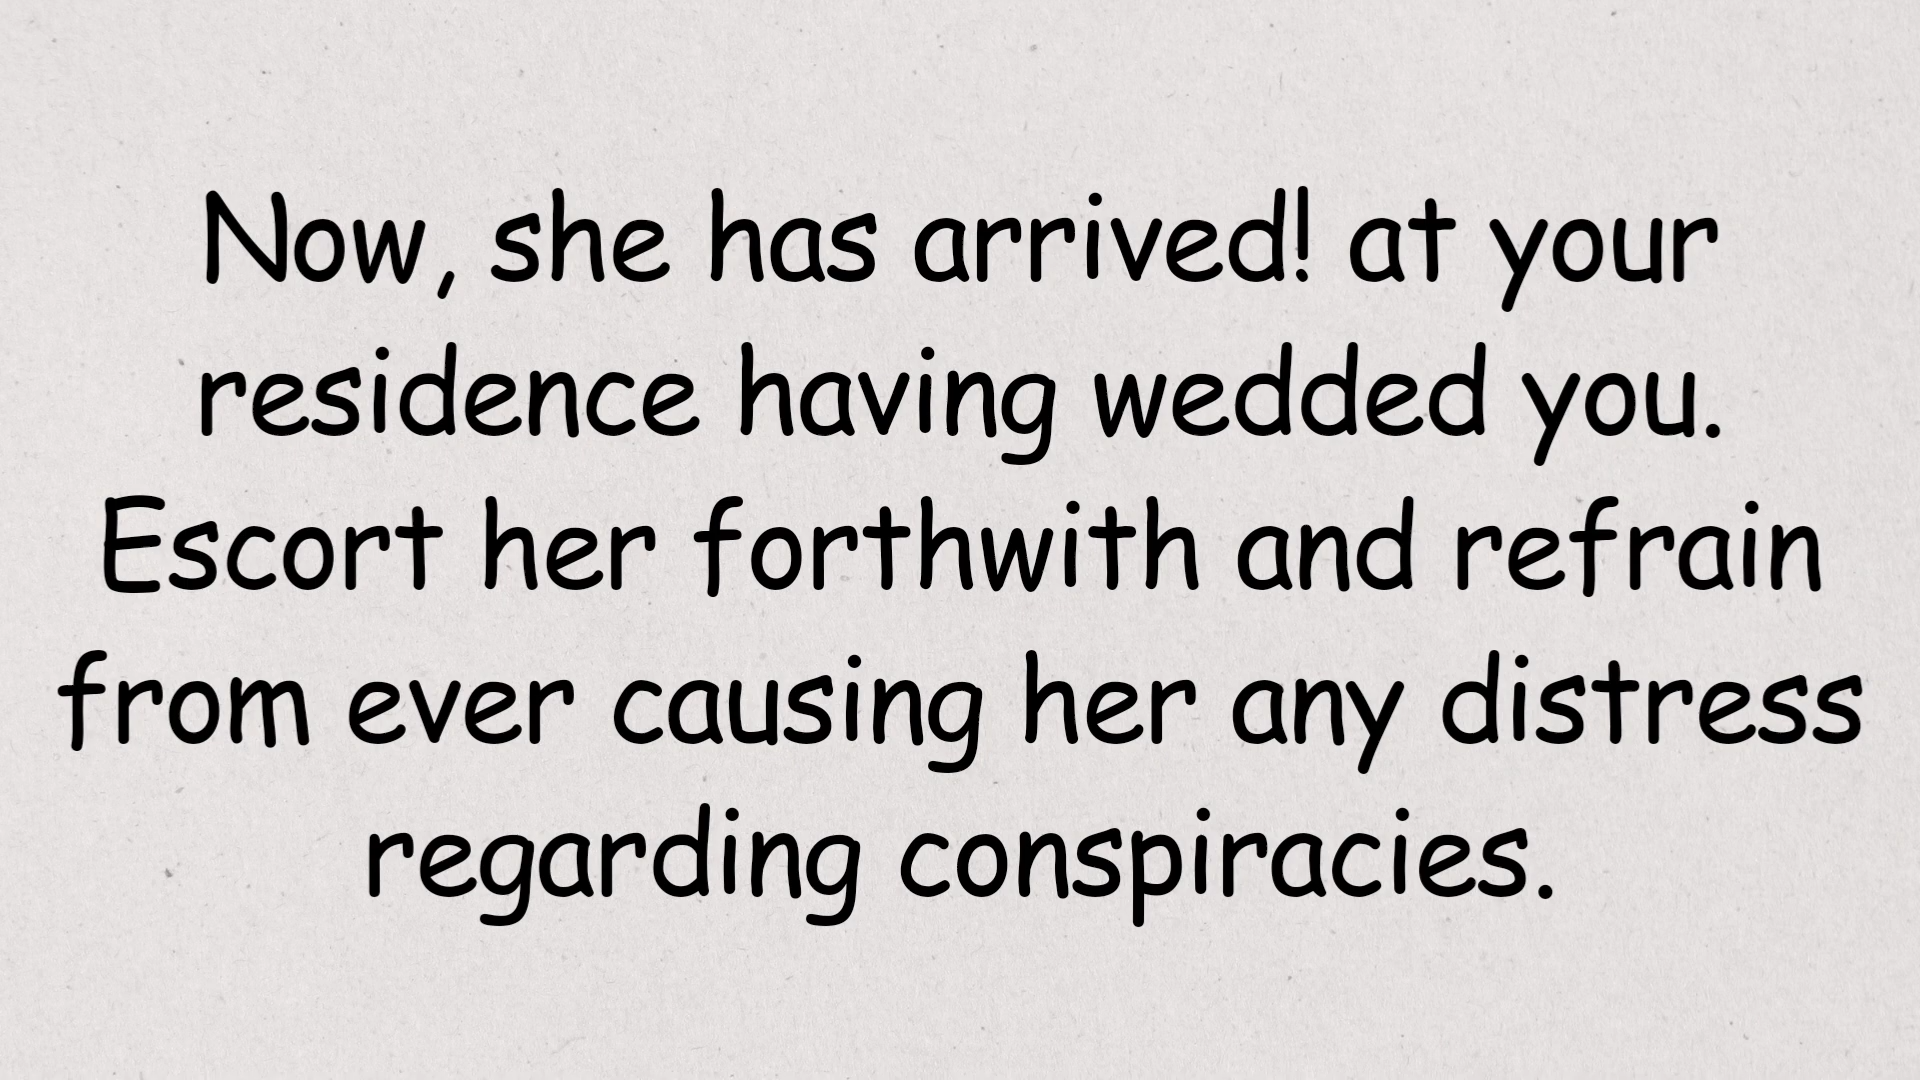 Now, she has arrived! at your
residence having wedded you.
Escort her forthwith and refrain
from ever causing her any distress
regarding conspiracies.